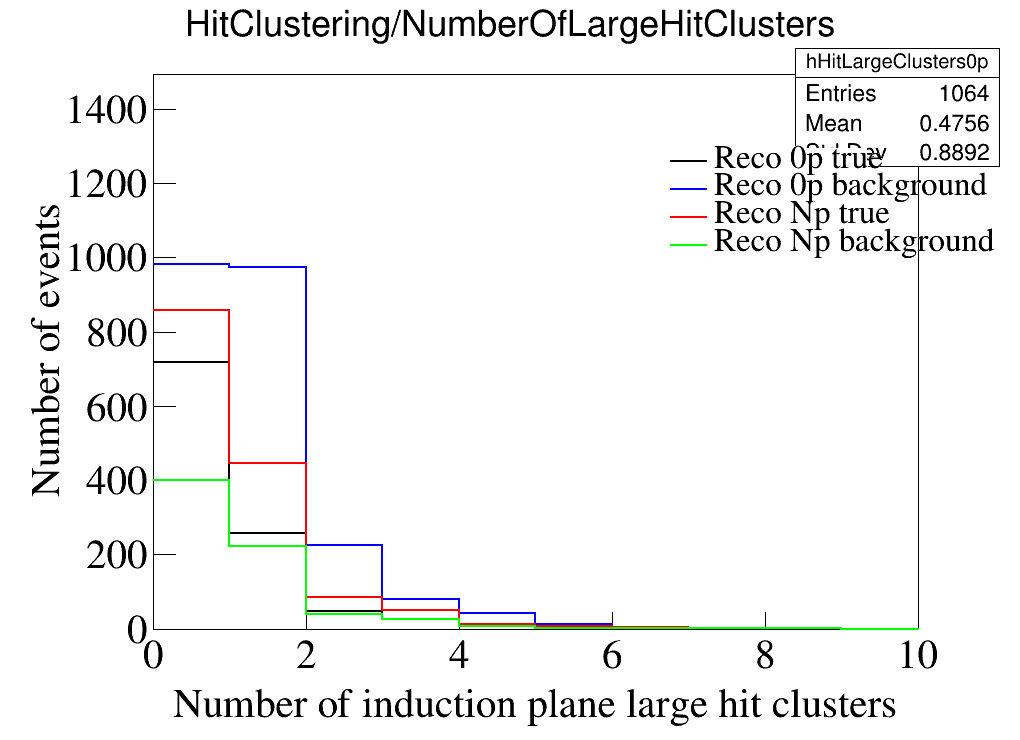 HitClustering/NumberOfLargeHitClusters
hHitLargeClusters0p
Entries 1064
Mean 0.4756
Std Dev 0.8892
Reco 0p true
Reco 0p background
Reco Np true
Reco Np background
Number of events
1400
1200
1000
800
600
400
200
0
0 2 4 6 8 10
Number of induction plane large hit clusters